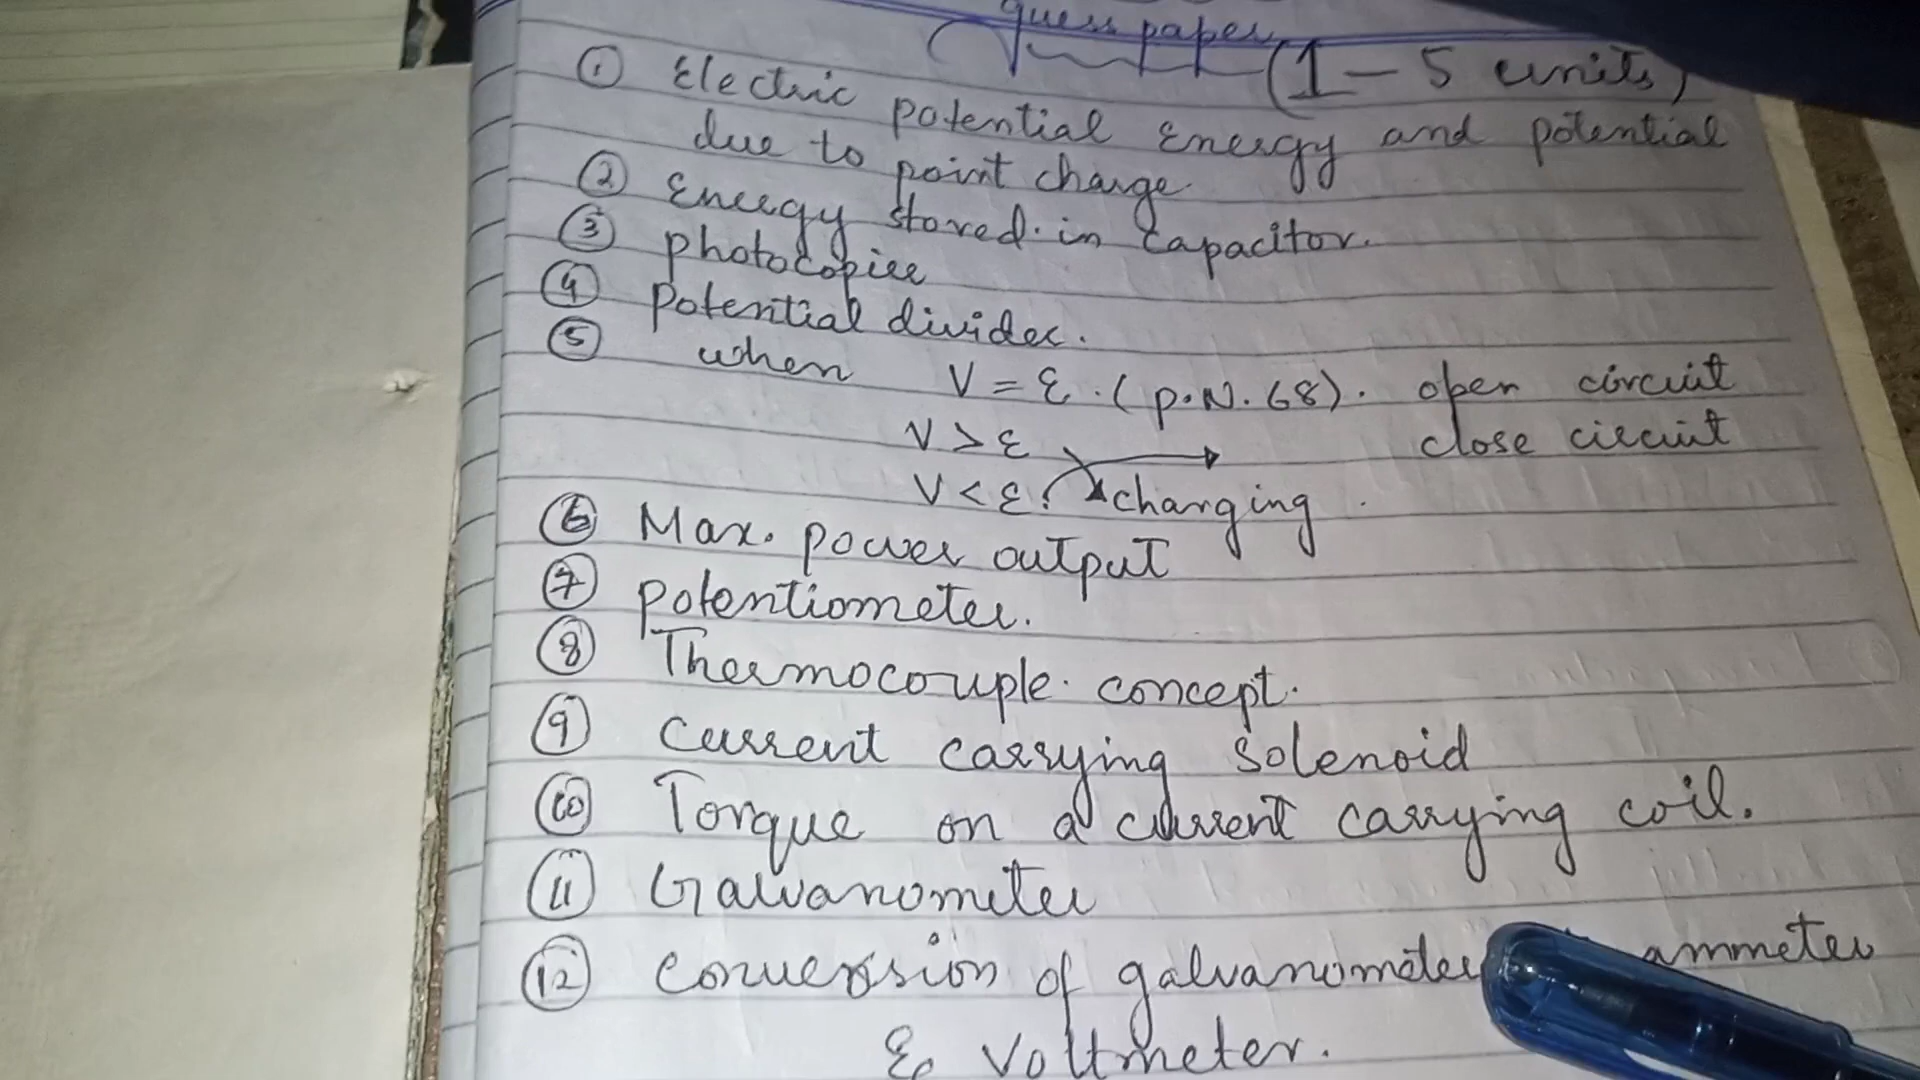 guess paper
(1 – 5 units)
① Electric potential Energy and potential
due to point charge.
② Energy stored in Capacitor.
③ photocopier
④ potential divider.
⑤ when V = ε . (P.N. 68). open circuit
V > ε close circuit
V < ε. changing.
⑥ Max. power output
⑦ potentiometer.
⑧ Thermocouple concept.
⑨ Current carrying solenoid
⑩ Torque on a current carrying coil.
⑪ Galvanometer
⑫ conversion of galvanometer ammeter
& Voltmeter.